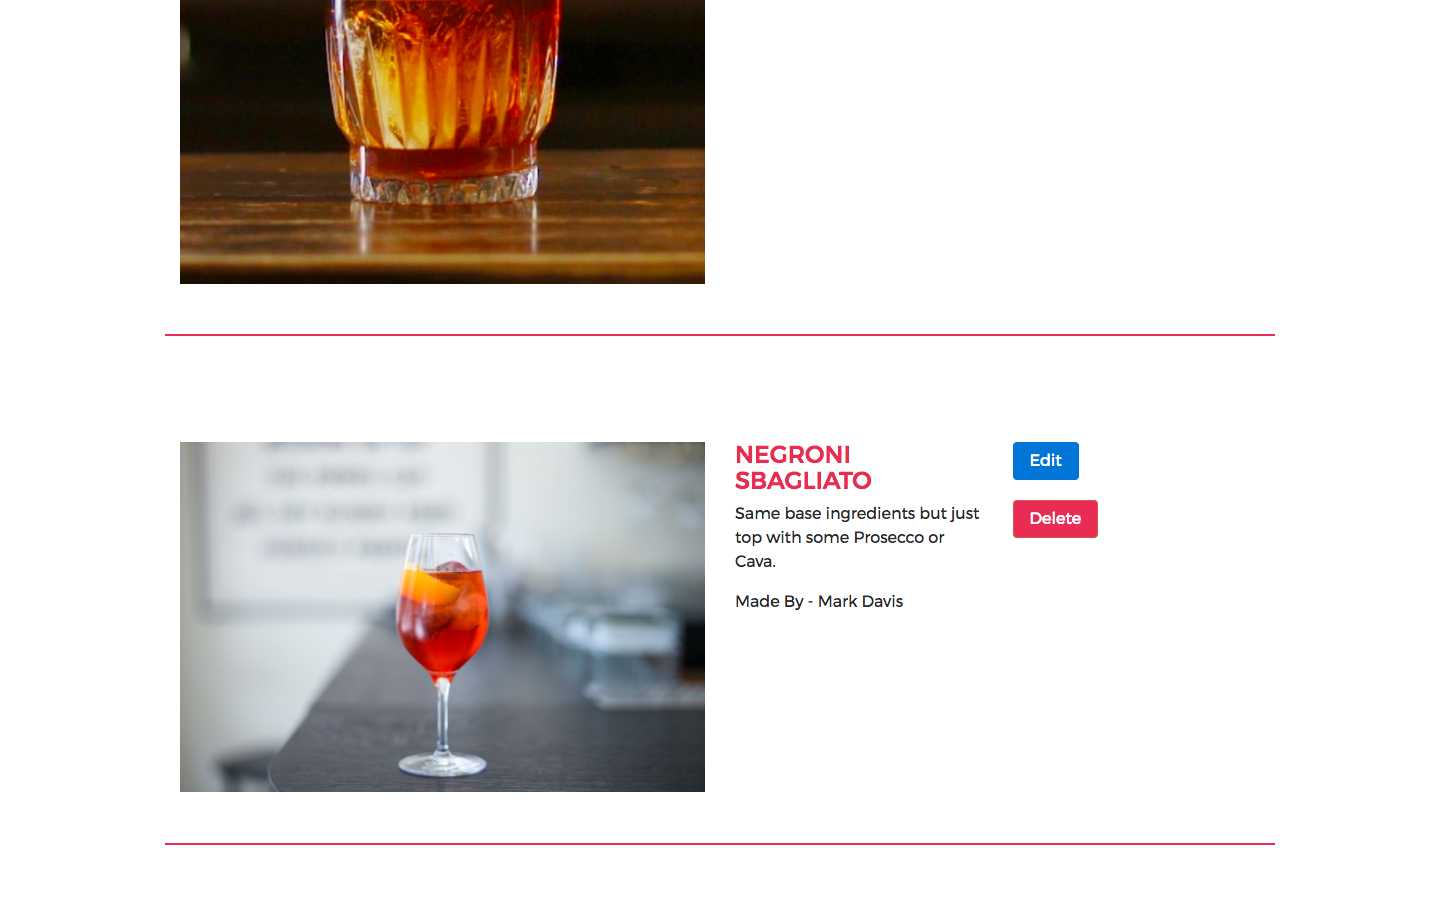 NEGRONI
SBAGLIATO
Same base ingredients but just
top with some Prosecco or
Cava.
Made By - Mark Davis
Edit
Delete